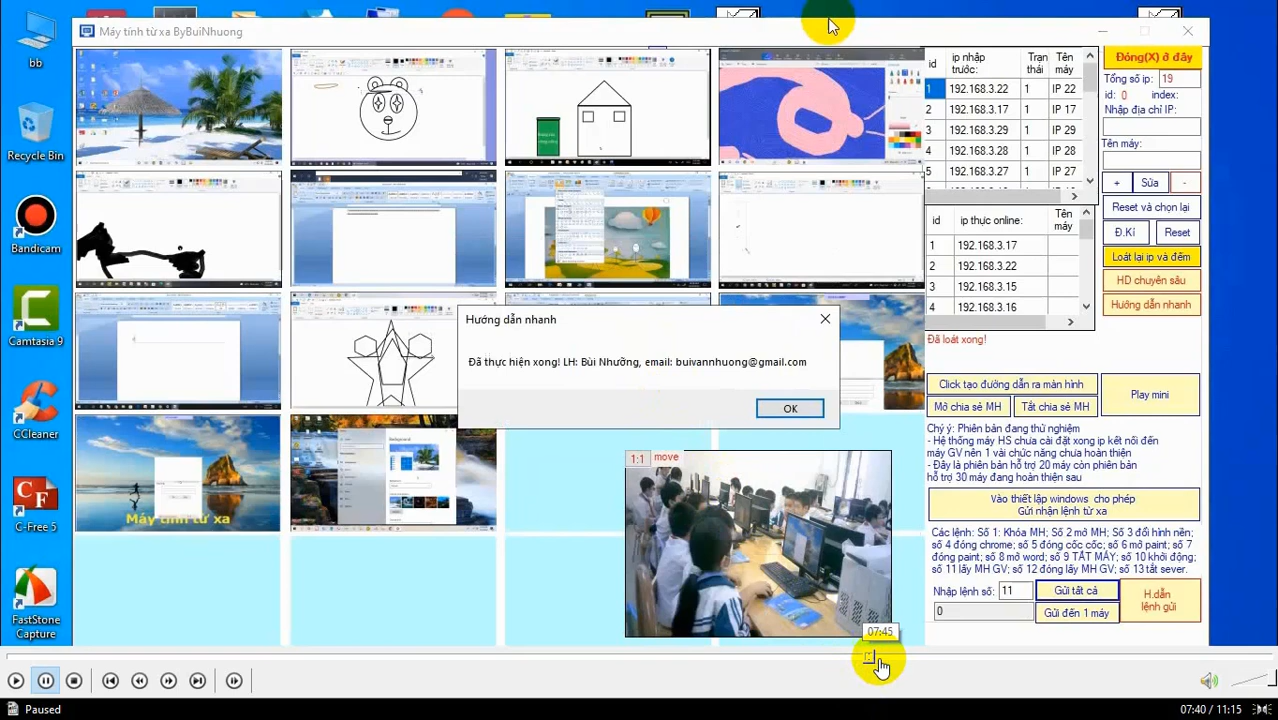 Máy tính từ xa ByBuiNhuong
bb
Recycle Bin
Bandicam
Camtasia 9
CCleaner
C-Free 5
FastStone
Capture
Máy tính từ xa
Hướng dẫn nhanh
Đã thực hiện xong! LH: Bùi Nhưỡng, email: buivannhuong@gmail.com
OK
1:1 move
id ip nhập trước: Trạn thái Tên máy
1 192.168.3.22 1 IP 22
2 192.168.3.17 1 IP 17
3 192.168.3.29 1 IP 29
4 192.168.3.28 1 IP 28
5 192.168.3.27 1 IP 27
id ip thực online: Tên máy
1 192.168.3.17
2 192.168.3.22
3 192.168.3.15
4 192.168.3.16
Đóng(X) ở đây
Tổng số ip: 19
id: 0 index:
Nhập địa chỉ IP:
Tên máy:
+ Sửa -
Reset và chọn lại
Đ.Kí Reset
Loát lại ip và đếm
HD chuyên sâu
Hướng dẫn nhanh
Đã loát xong!
Click tạo đường dẫn ra màn hình
Mở chia sẻ MH Tắt chia sẻ MH
Play mini
Chý ý: Phiên bản đang thử nghiệm
- Hệ thống máy HS chưa cài đặt xong ip kết nối đến
máy GV nên 1 vài chức năng chưa hoàn thiện
- Đây là phiên bản hỗ trợ 20 máy còn phiên bản
hỗ trợ 30 máy đang hoàn thiện sau
Vào thiết lập windows cho phép
Gửi nhận lệnh từ xa
Các lệnh: Số 1: Khóa MH; Số 2 mở MH; Số 3 đổi hình nền;
số 4 đóng chrome; số 5 đóng cốc cốc; số 6 mở paint; số 7
đóng paint; số 8 mở word; số 9 TẮT MÁY; số 10 khởi động;
số 11 lấy MH GV; số 12 đóng lấy MH GV; số 13 tắt sever.
Nhập lệnh số: 11 Gửi tất cả
0 Gửi đến 1 máy
H.dẫn
lệnh gửi
07:45
Paused
07:40 / 11:15